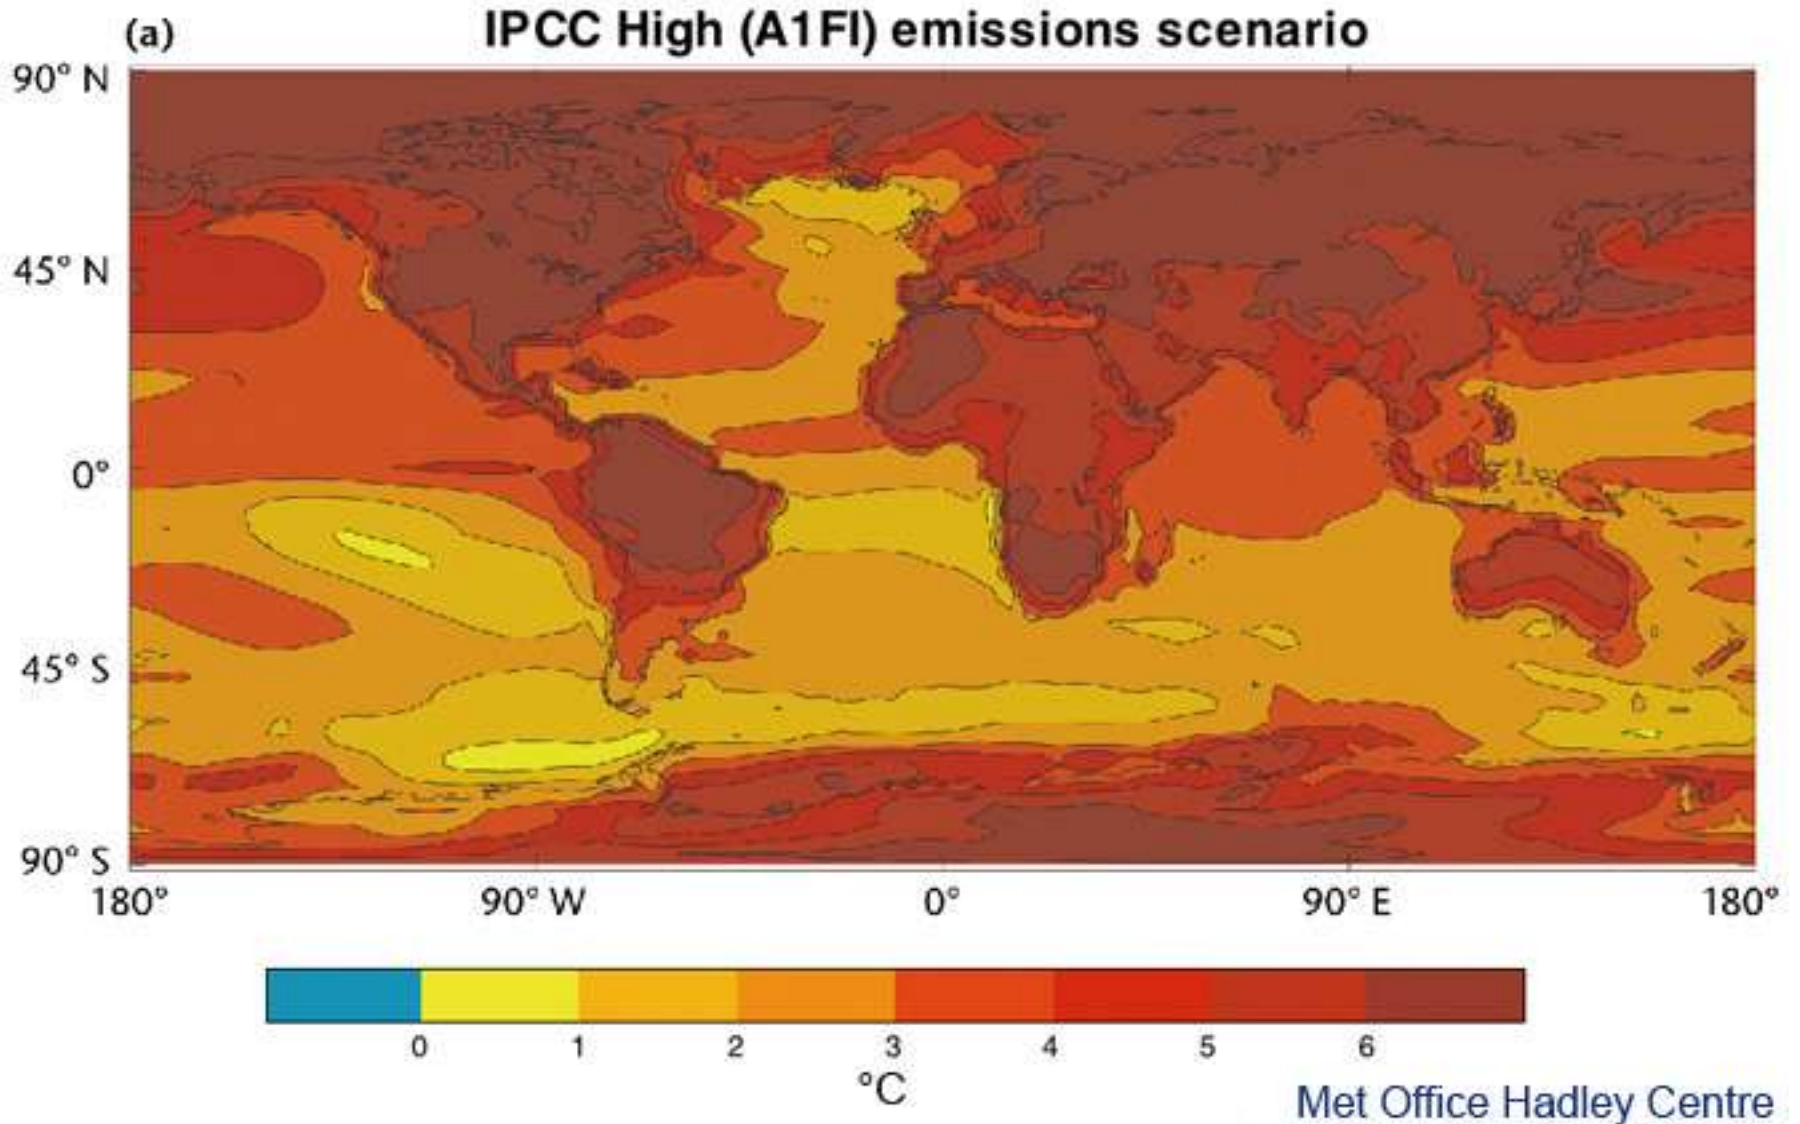 (a) IPCC High (A1FI) emissions scenario
90° N
45° N
0°
45° S
90° S
180° 90° W 0° 90° E 180°
0 1 2 3 4 5 6
°C
Met Office Hadley Centre